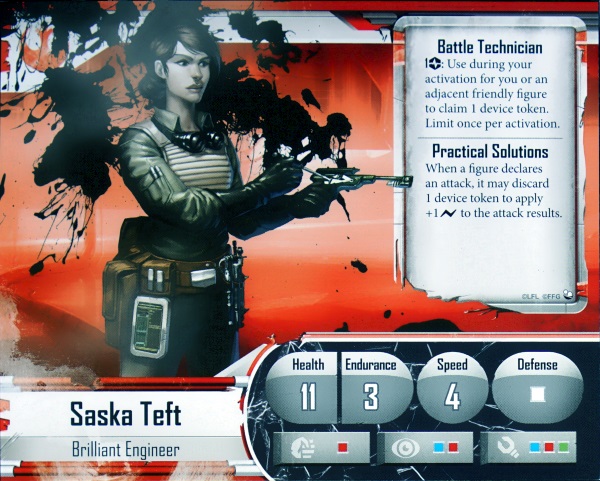 Battle Technician
1: Use during your
activation for you or an
adjacent friendly figure
to claim 1 device token.
Limit once per activation.
Practical Solutions
When a figure declares
an attack, it may discard
1 device token to apply
+1 to the attack results.
©LFL ©FFG
Saska Teft
Brilliant Engineer
Health
11
Endurance
3
Speed
4
Defense